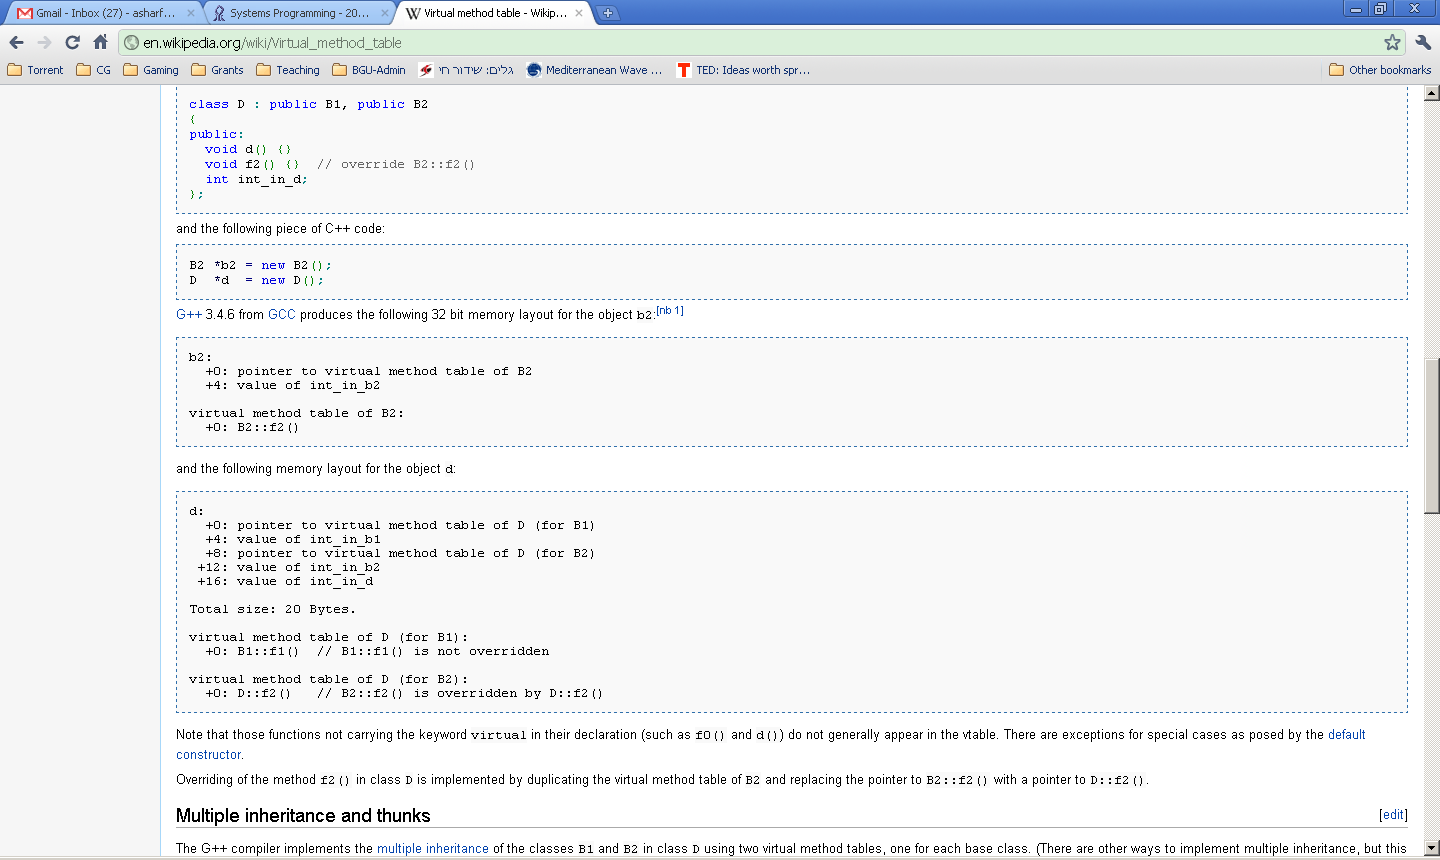 Gmail - Inbox (27) - asharf...
Systems Programming - 20...
Virtual method table - Wikip...
en.wikipedia.org/wiki/Virtual_method_table
Torrent
CG
Gaming
Grants
Teaching
BGU-Admin
גלים: שידור חי
Mediterranean Wave ...
TED: Ideas worth spr...
Other bookmarks
class D : public B1, public B2
{
public:
  void d() {}
  void f2() {}  // override B2::f2()
  int int_in_d;
};
and the following piece of C++ code:
B2 *b2 = new B2();
D  *d  = new D();
G++ 3.4.6 from GCC produces the following 32 bit memory layout for the object b2:[nb 1]
b2:
  +0: pointer to virtual method table of B2
  +4: value of int_in_b2
virtual method table of B2:
  +0: B2::f2()
and the following memory layout for the object d:
d:
  +0: pointer to virtual method table of D (for B1)
  +4: value of int_in_b1
  +8: pointer to virtual method table of D (for B2)
 +12: value of int_in_b2
 +16: value of int_in_d
Total size: 20 Bytes.
virtual method table of D (for B1):
  +0: B1::f1()  // B1::f1() is not overridden
virtual method table of D (for B2):
  +0: D::f2()   // B2::f2() is overridden by D::f2()
Note that those functions not carrying the keyword virtual in their declaration (such as f0() and d()) do not generally appear in the vtable. There are exceptions for special cases as posed by the default
constructor.
Overriding of the method f2() in class D is implemented by duplicating the virtual method table of B2 and replacing the pointer to B2::f2() with a pointer to D::f2().
Multiple inheritance and thunks
[edit]
The G++ compiler implements the multiple inheritance of the classes B1 and B2 in class D using two virtual method tables, one for each base class. (There are other ways to implement multiple inheritance, but this